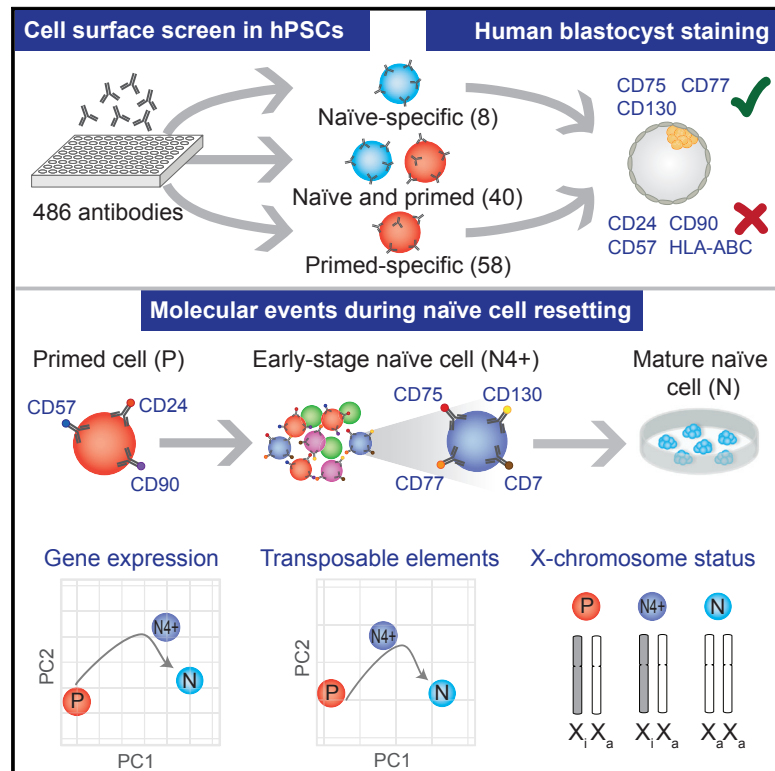 Cell surface screen in hPSCs
Human blastocyst staining
486 antibodies
Naïve-specific (8)
Naïve and primed (40)
Primed-specific (58)
CD75 CD77
CD130
CD24 CD90
CD57 HLA-ABC
Molecular events during naïve cell resetting
Primed cell (P)
Early-stage naïve cell (N4+)
Mature naïve
cell (N)
CD57
CD24
CD90
CD75
CD130
CD77
CD7
Gene expression
Transposable elements
X-chromosome status
PC2
P
N4+
N
PC1
PC2
P
N4+
N
PC1
P
N4+
N
XiXa
XiXa
XaXa